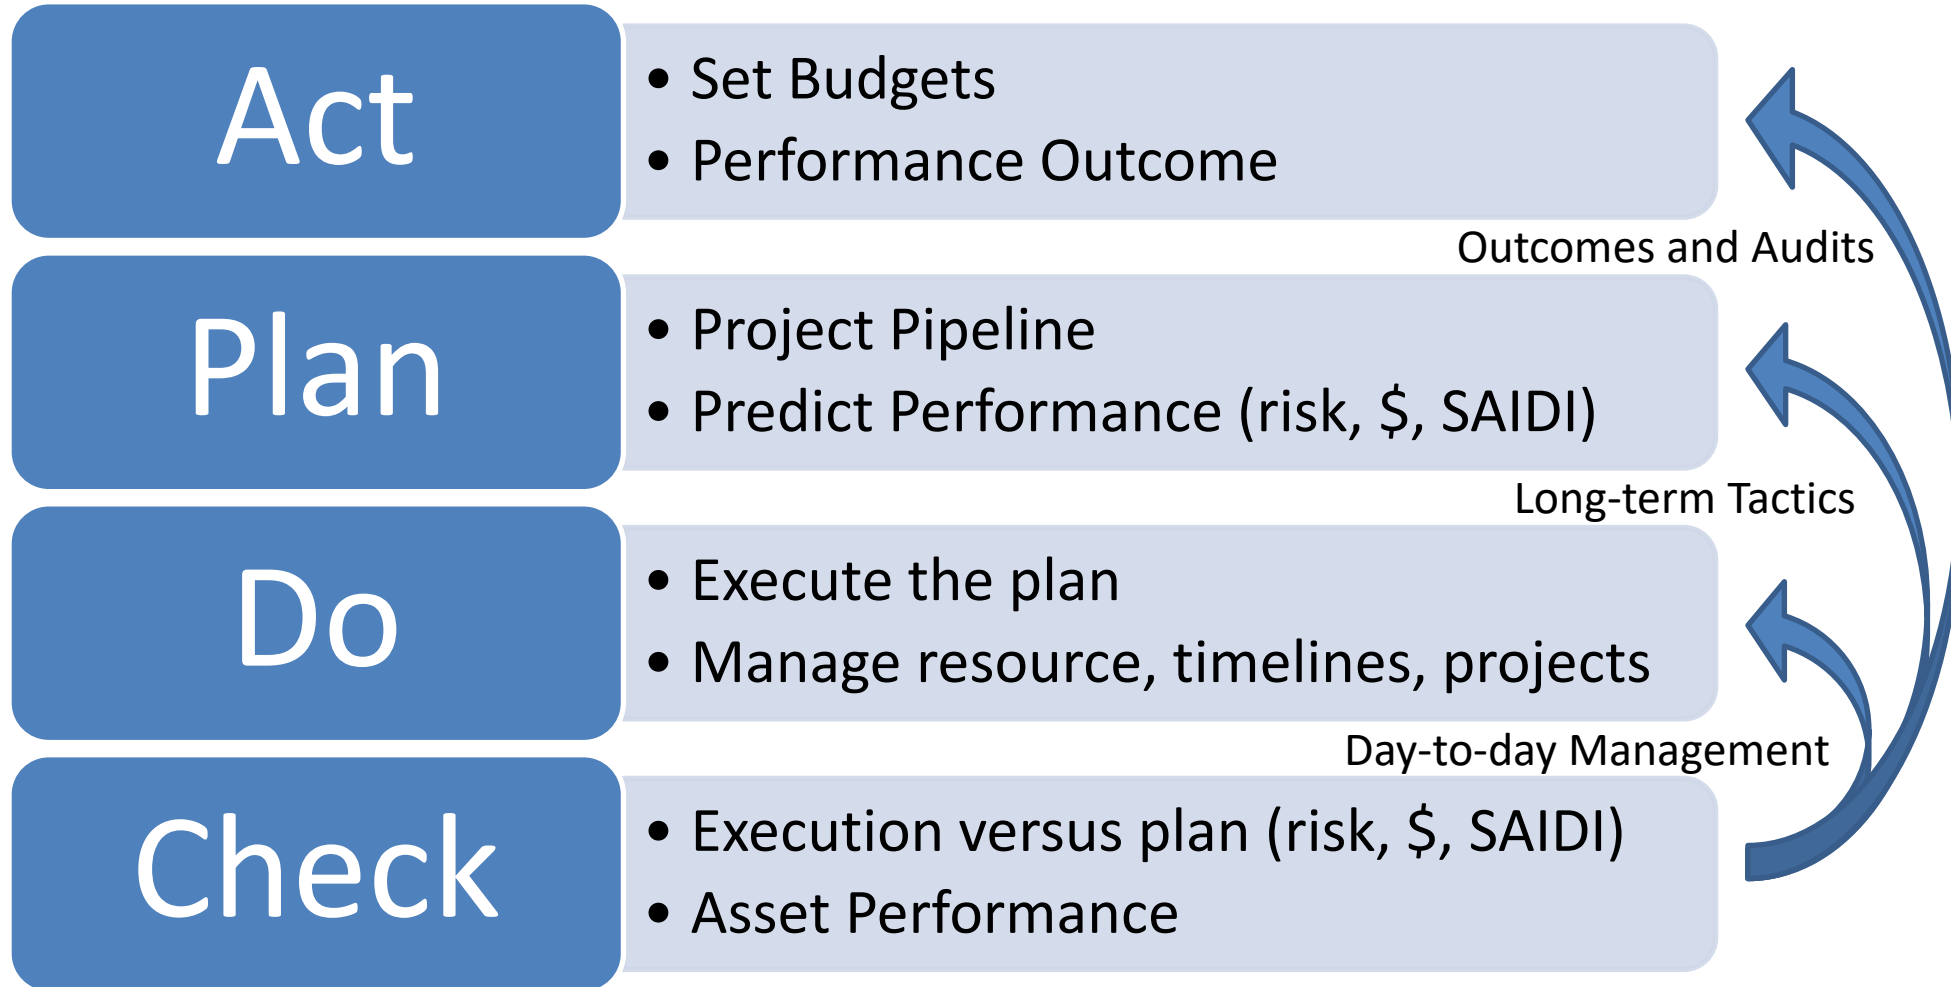 Act
• Set Budgets
• Performance Outcome
Outcomes and Audits
Plan
• Project Pipeline
• Predict Performance (risk, $, SAIDI)
Long-term Tactics
Do
• Execute the plan
• Manage resource, timelines, projects
Day-to-day Management
Check
• Execution versus plan (risk, $, SAIDI)
• Asset Performance